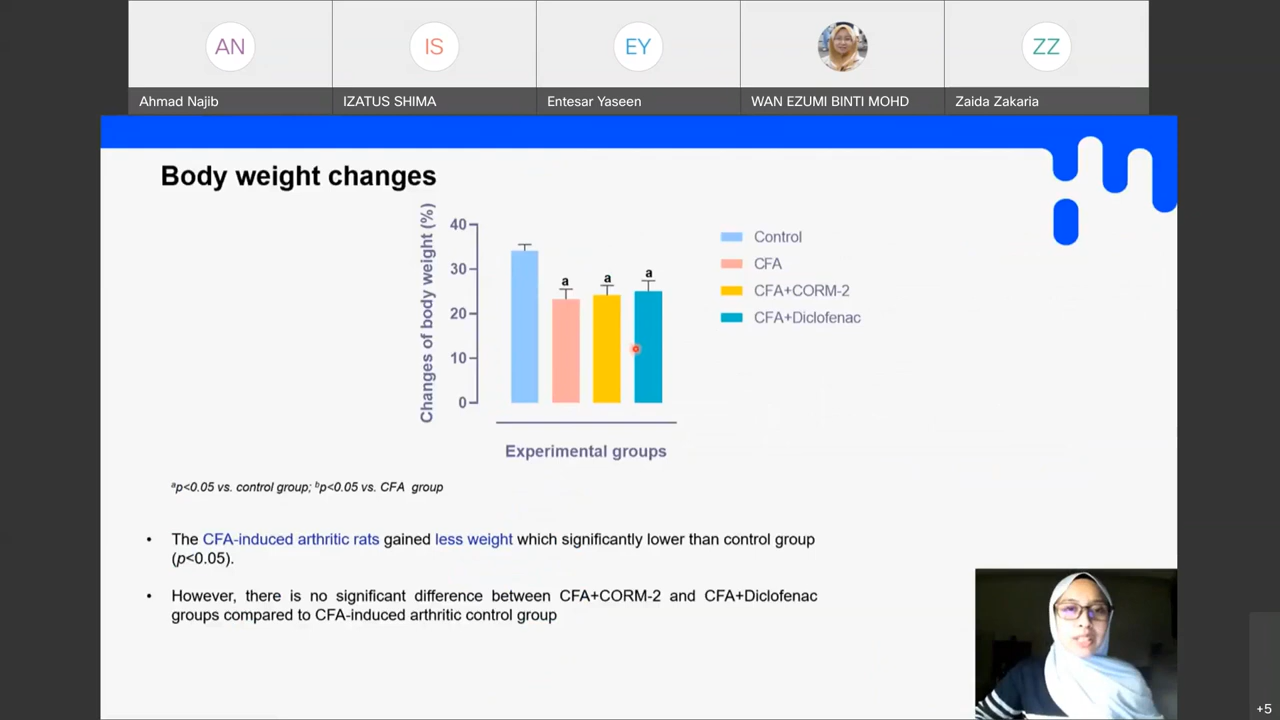 AN
IS
EY
ZZ
Ahmad Najib
IZATUS SHIMA
Entesar Yaseen
WAN EZUMI BINTI MOHD
Zaida Zakaria
Body weight changes
Changes of body weight (%)
40
30
20
10
0
a
a
a
Control
CFA
CFA+CORM-2
CFA+Diclofenac
Experimental groups
ᵃp<0.05 vs. control group; ᵇp<0.05 vs. CFA group
• The CFA-induced arthritic rats gained less weight which significantly lower than control group
(p<0.05).
• However, there is no significant difference between CFA+CORM-2 and CFA+Diclofenac
groups compared to CFA-induced arthritic control group
+5